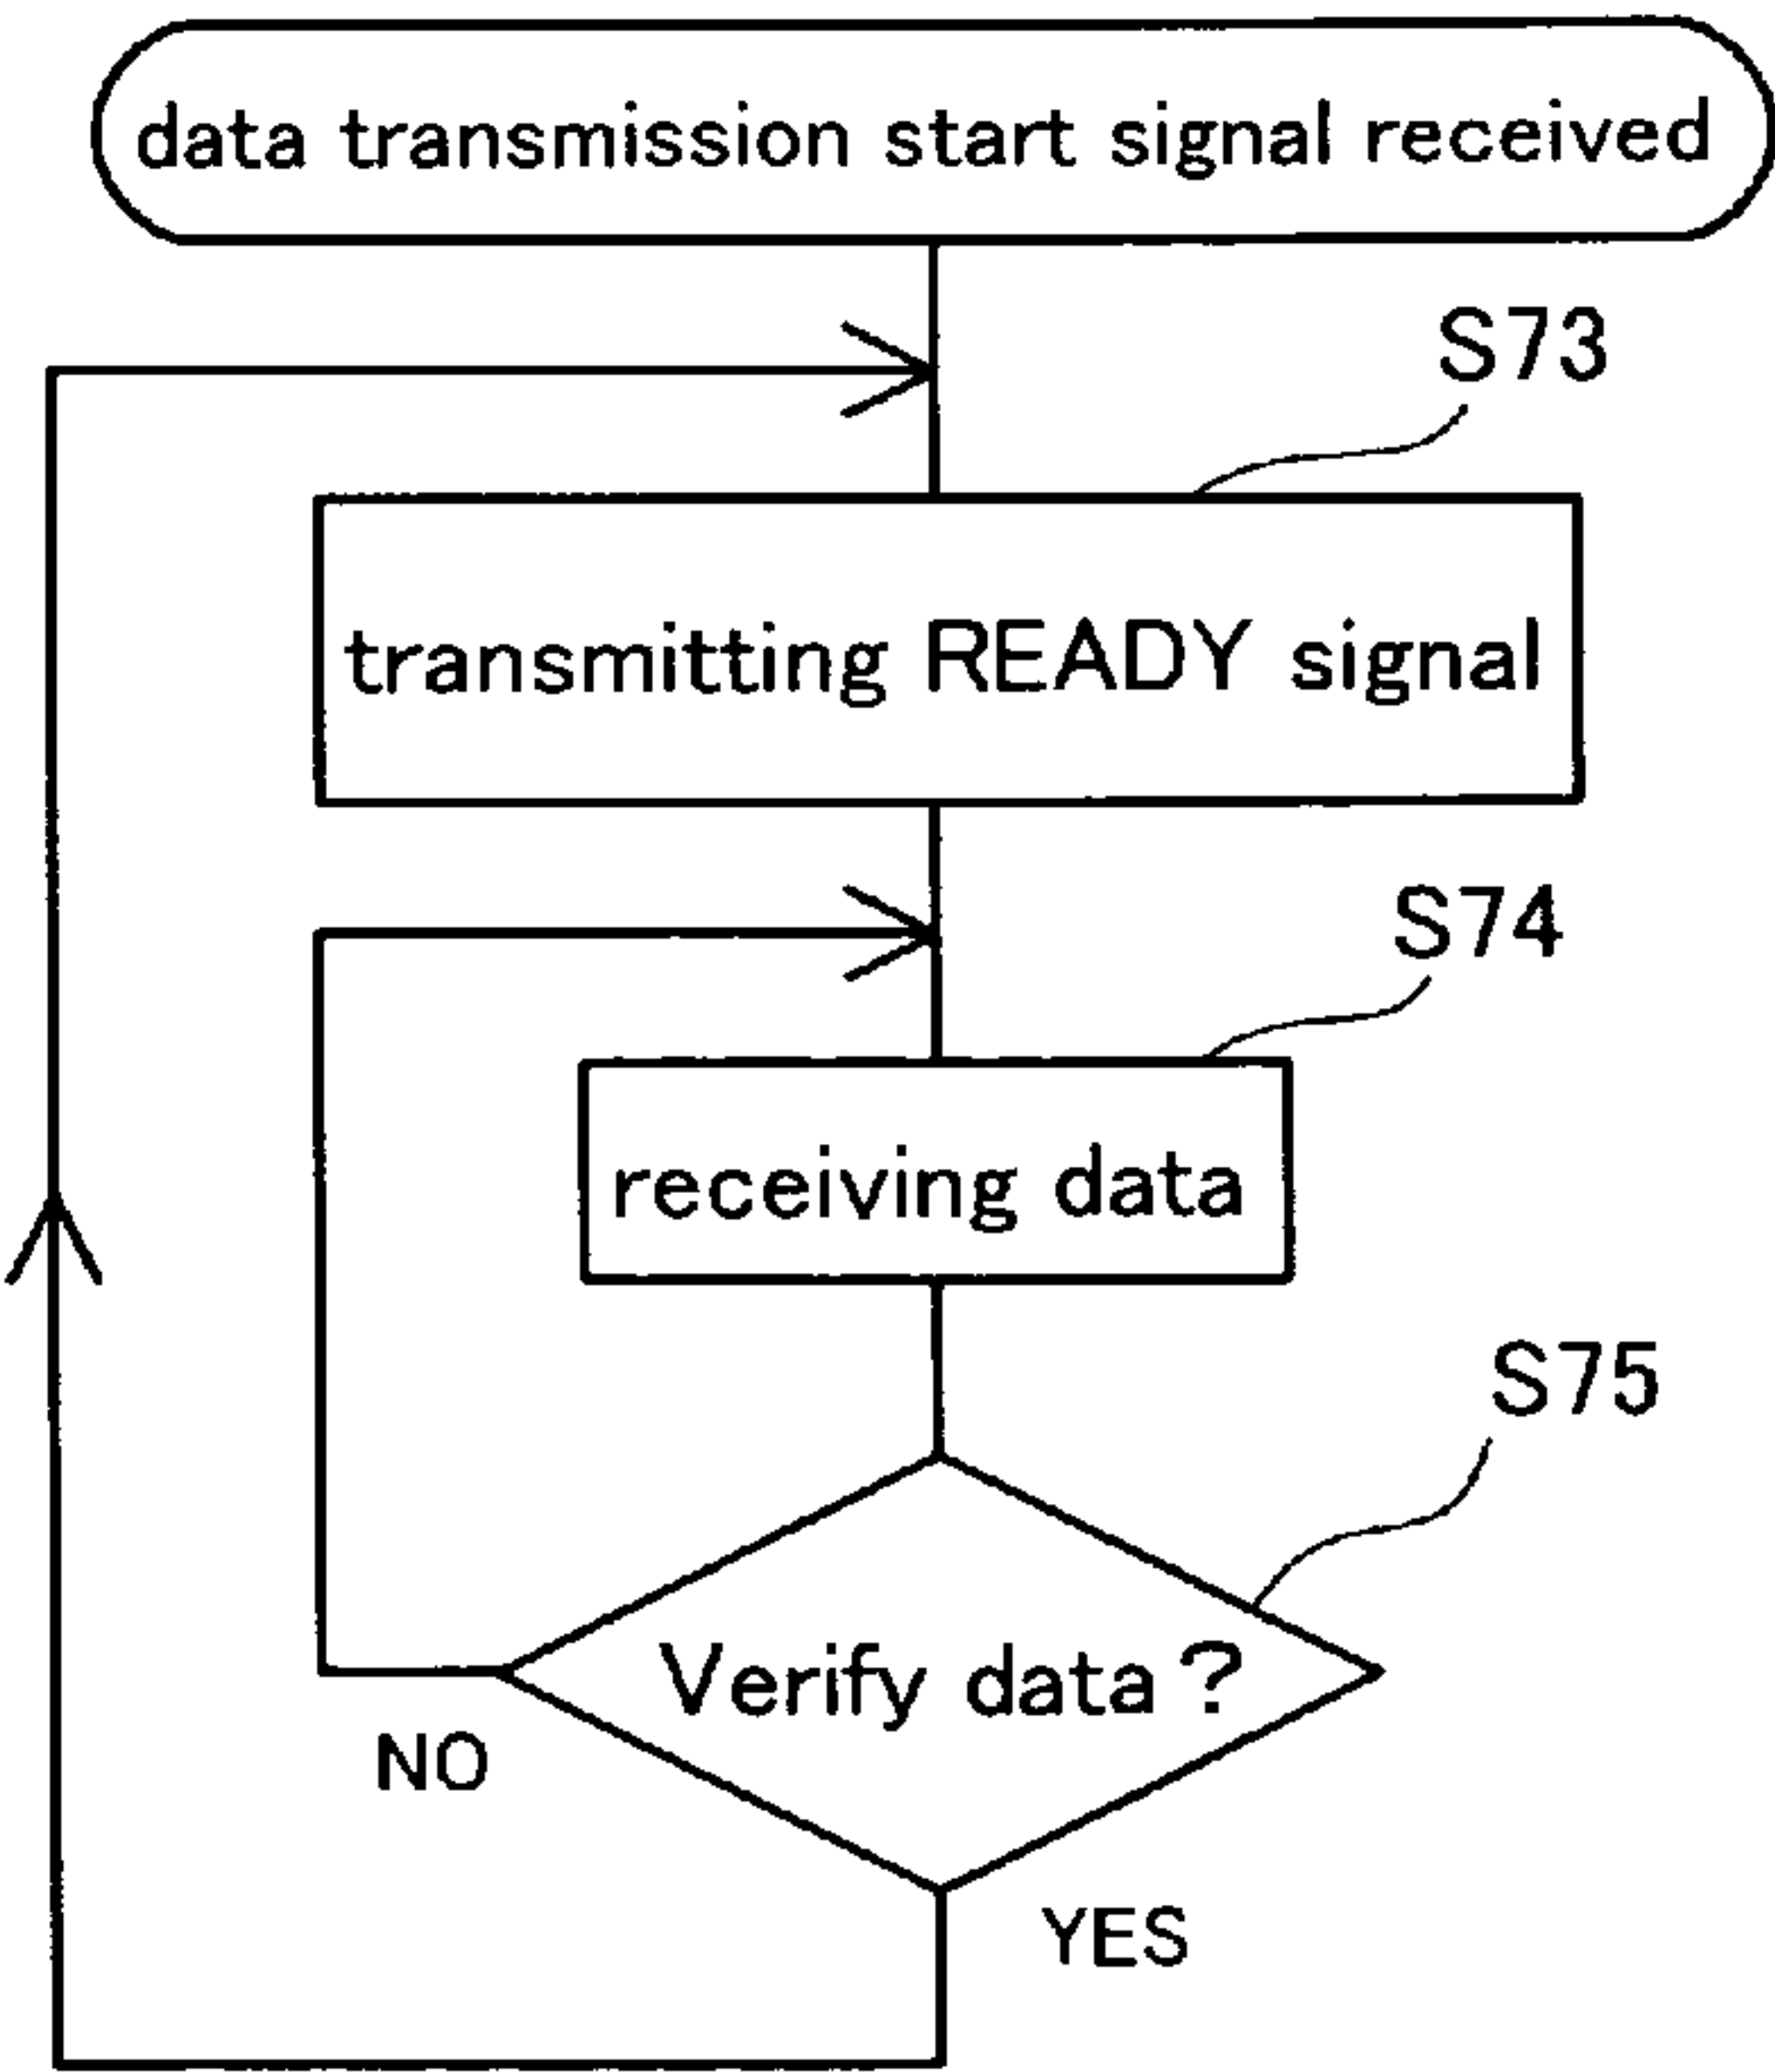 data transmission start signal received
S73
transmitting READY signal
S74
receiving data
S75
Verify data ?
NO
YES